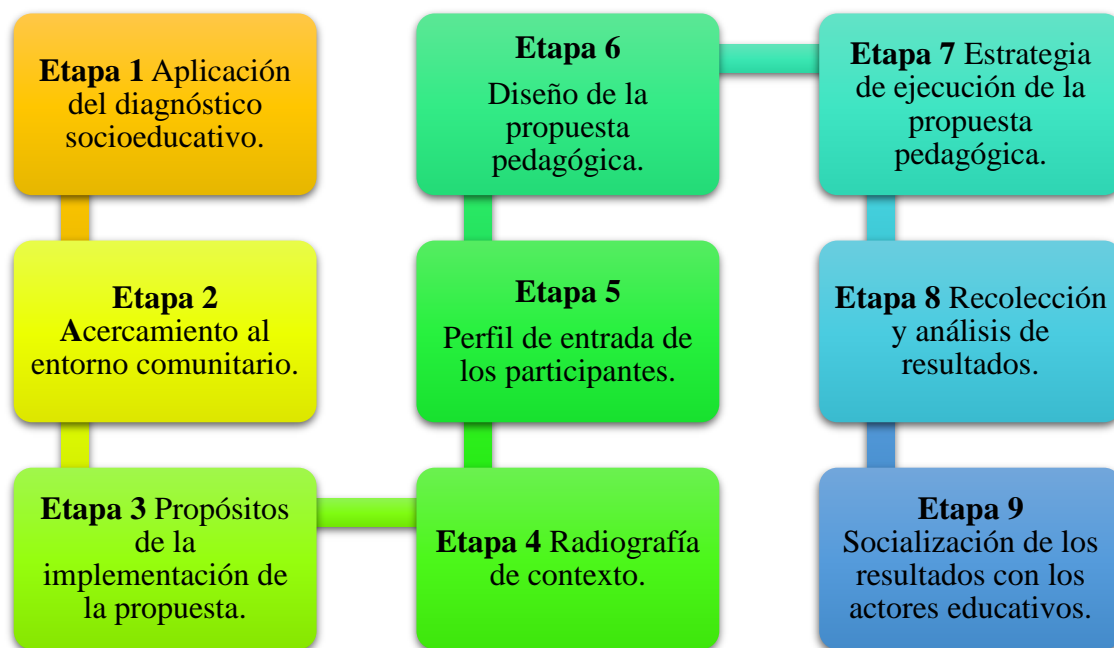 Etapa 1 Aplicación
del diagnóstico
socioeducativo.
Etapa 2
Acercamiento al
entorno comunitario.
Etapa 3 Propósitos
de la
implementación de
la propuesta.
Etapa 4 Radiografía
de contexto.
Etapa 5
Perfil de entrada de
los participantes.
Etapa 6
Diseño de la
propuesta
pedagógica.
Etapa 7 Estrategia
de ejecución de la
propuesta
pedagógica.
Etapa 8 Recolección
y análisis de
resultados.
Etapa 9
Socialización de los
resultados con los
actores educativos.